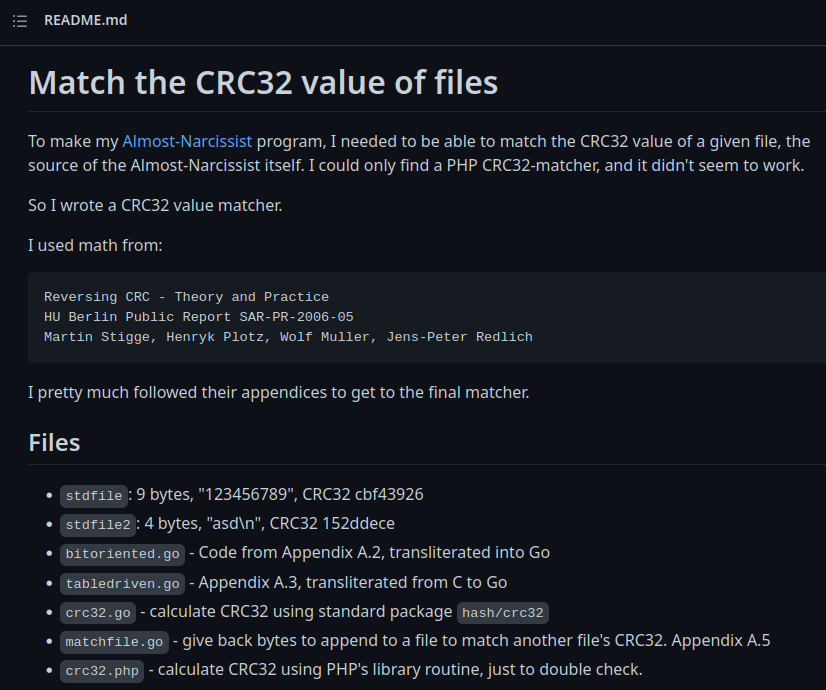 README.md
Match the CRC32 value of files
To make my Almost-Narcissist program, I needed to be able to match the CRC32 value of a given file, the
source of the Almost-Narcissist itself. I could only find a PHP CRC32-matcher, and it didn't seem to work.
So I wrote a CRC32 value matcher.
I used math from:
Reversing CRC - Theory and Practice
HU Berlin Public Report SAR-PR-2006-05
Martin Stigge, Henryk Plotz, Wolf Muller, Jens-Peter Redlich
I pretty much followed their appendices to get to the final matcher.
Files
• stdfile: 9 bytes, "123456789", CRC32 cbf43926
• stdfile2: 4 bytes, "asd\n", CRC32 152ddece
• bitoriented.go - Code from Appendix A.2, transliterated into Go
• tabledriven.go - Appendix A.3, transliterated from C to Go
• crc32.go - calculate CRC32 using standard package hash/crc32
• matchfile.go - give back bytes to append to a file to match another file's CRC32. Appendix A.5
• crc32.php - calculate CRC32 using PHP's library routine, just to double check.